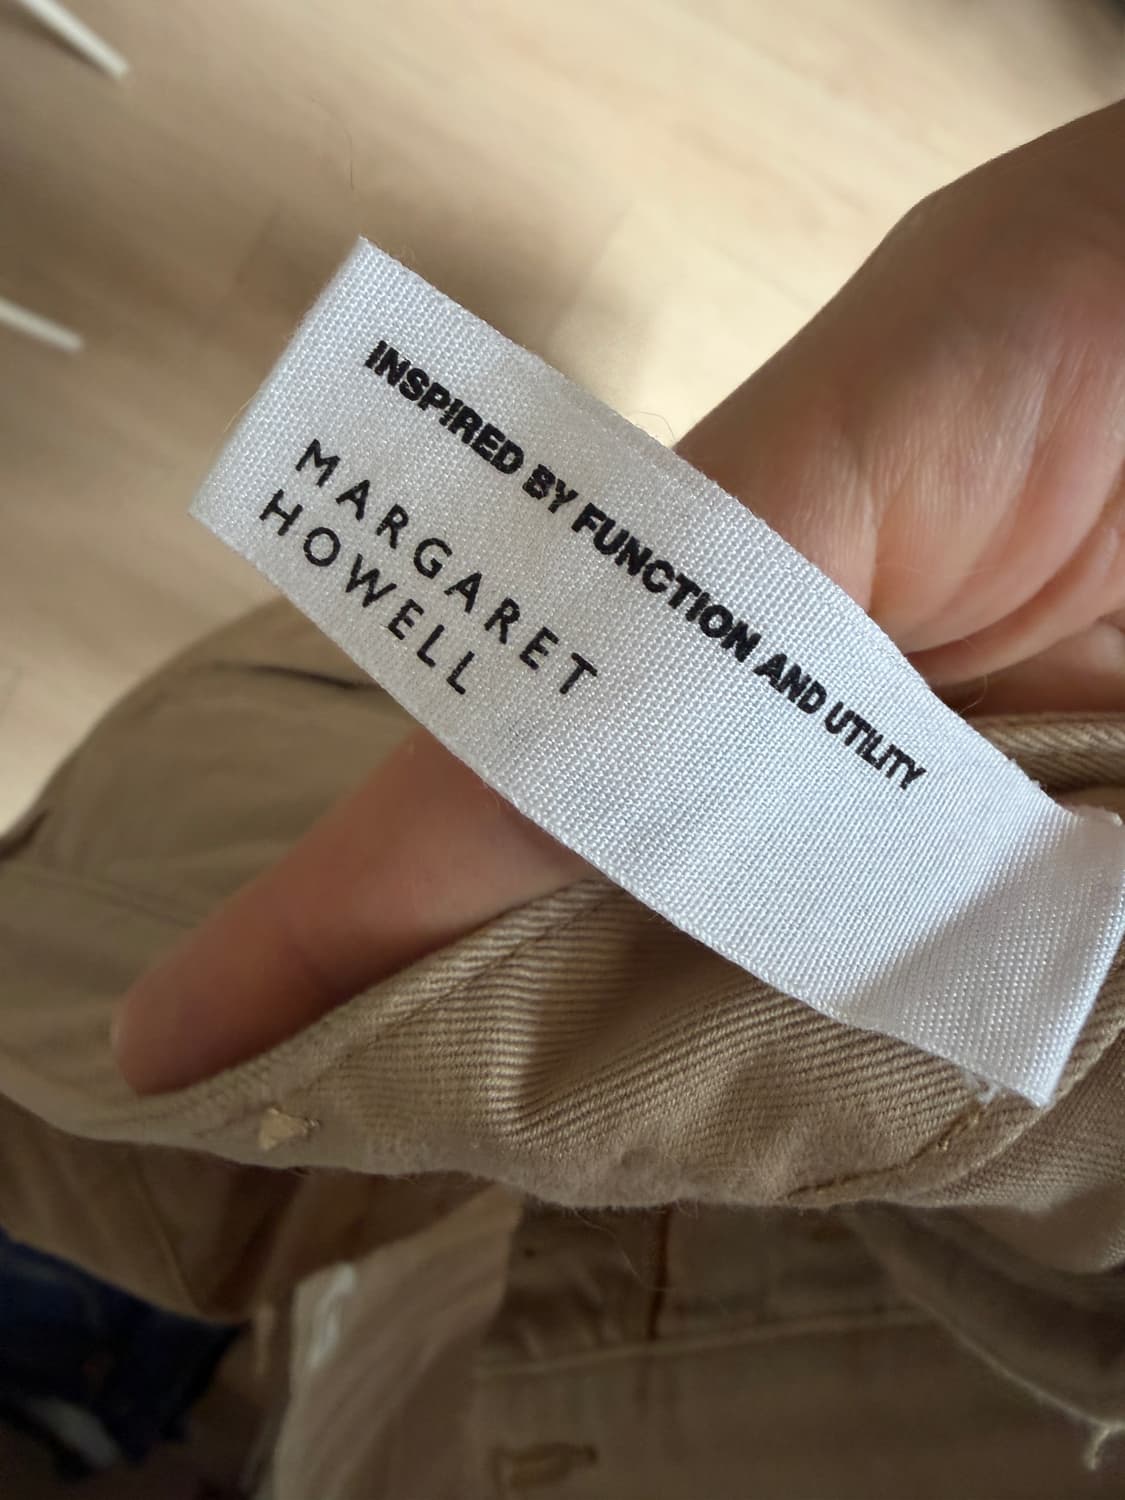 INSPIRED BY FUNCTION AND UTILITY
MARGARET
HOWELL